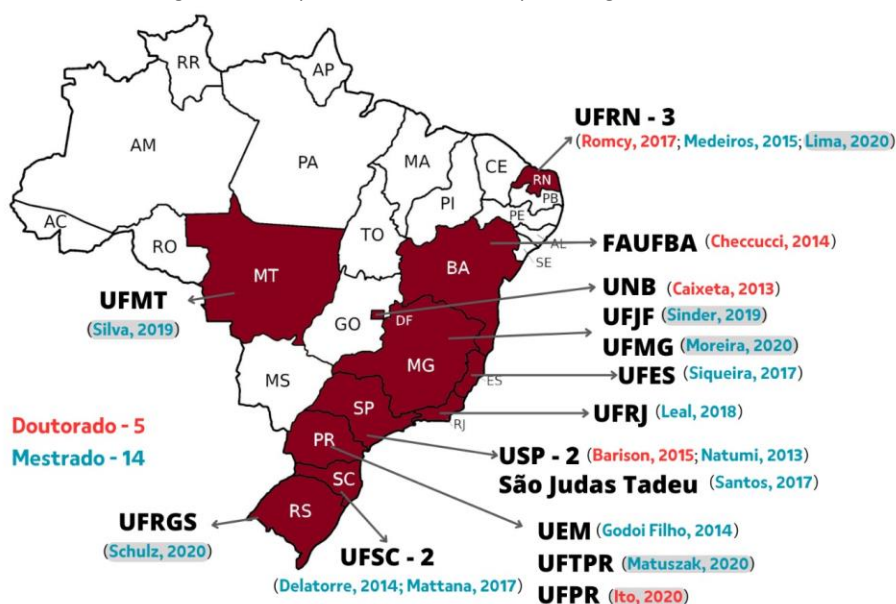 RR
AP
UFRN - 3
(Romcy, 2017; Medeiros, 2015; Lima, 2020)
AM
PA
MA
CE
RN
PB
PI
PE
AC
TO
AL
RO
SE
FAUFBA (Checcucci, 2014)
BA
MT
UNB (Caixeta, 2013)
UFMT
(Silva, 2019)
GO
DF
UFJF (Sinder, 2019)
UFMG (Moreira, 2020)
MG
MS
ES
UFES (Siqueira, 2017)
SP
RJ
UFRJ (Leal, 2018)
Doutorado - 5
Mestrado - 14
PR
USP - 2 (Barison, 2015; Natumi, 2013)
São Judas Tadeu (Santos, 2017)
SC
RS
UFRGS
(Schulz, 2020)
UFSC - 2
(Delatorre, 2014; Mattana, 2017)
UEM (Godoi Filho, 2014)
UFTPR (Matuszak, 2020)
UFPR (Ito, 2020)